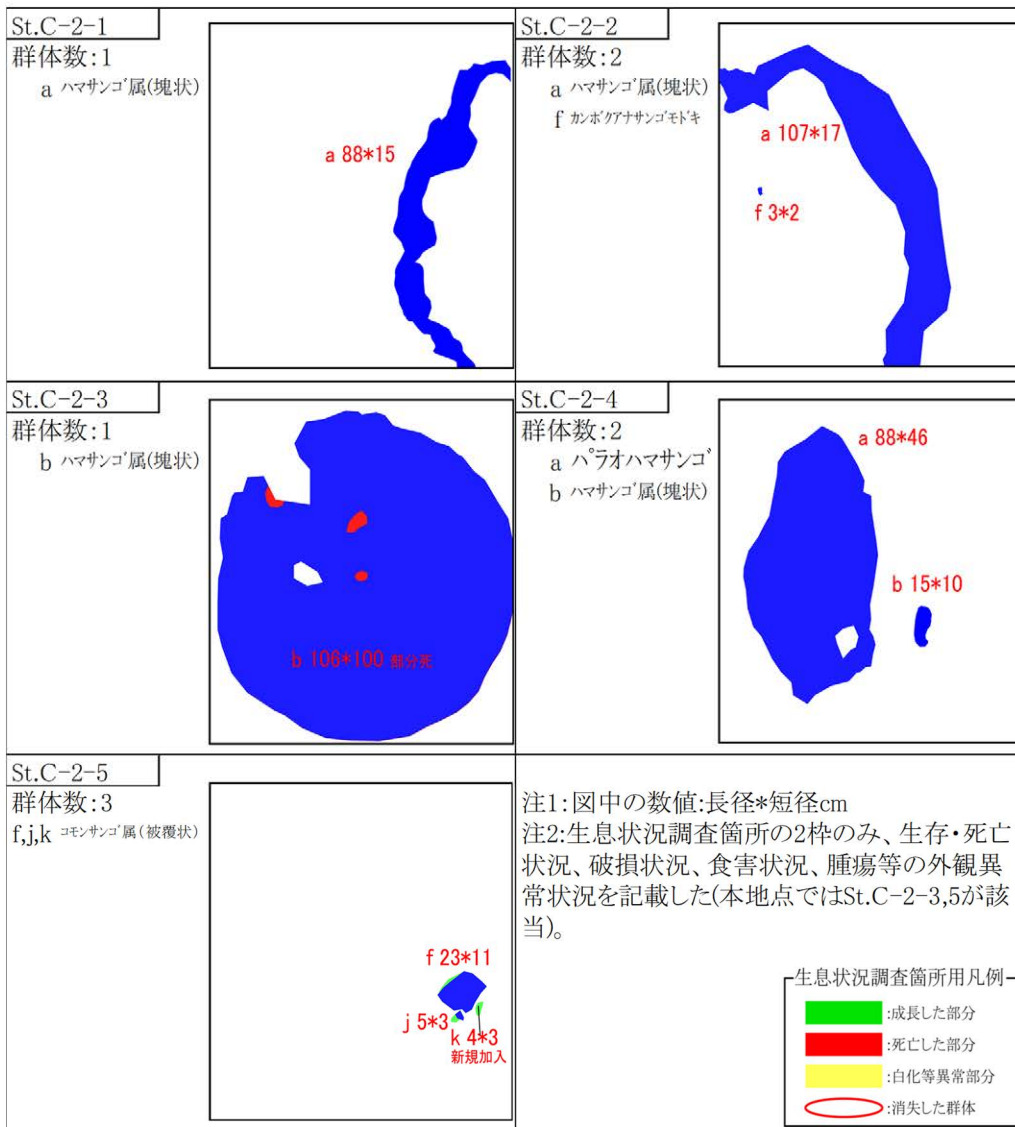 St.C-2-1
群体数:1
a ハマサンゴ属(塊状)
a 88*15
St.C-2-2
群体数:2
a ハマサンゴ属(塊状)
f カンボクアナサンゴモドキ
a 107*17
f 3*2
St.C-2-3
群体数:1
b ハマサンゴ属(塊状)
b 106*100 部分死
St.C-2-4
群体数:2
a パラオハマサンゴ
b ハマサンゴ属(塊状)
a 88*46
b 15*10
St.C-2-5
群体数:3
f,j,k コモンサンゴ属(被覆状)
f 23*11
j 5*3
k 4*3
新規加入
注1:図中の数値:長径*短径cm
注2:生息状況調査箇所の2枠のみ、生存・死亡
状況、破損状況、食害状況、腫瘍等の外観異
常状況を記載した(本地点ではSt.C-2-3,5が該
当)。
生息状況調査箇所用凡例
:成長した部分
:死亡した部分
:白化等異常部分
:消失した群体